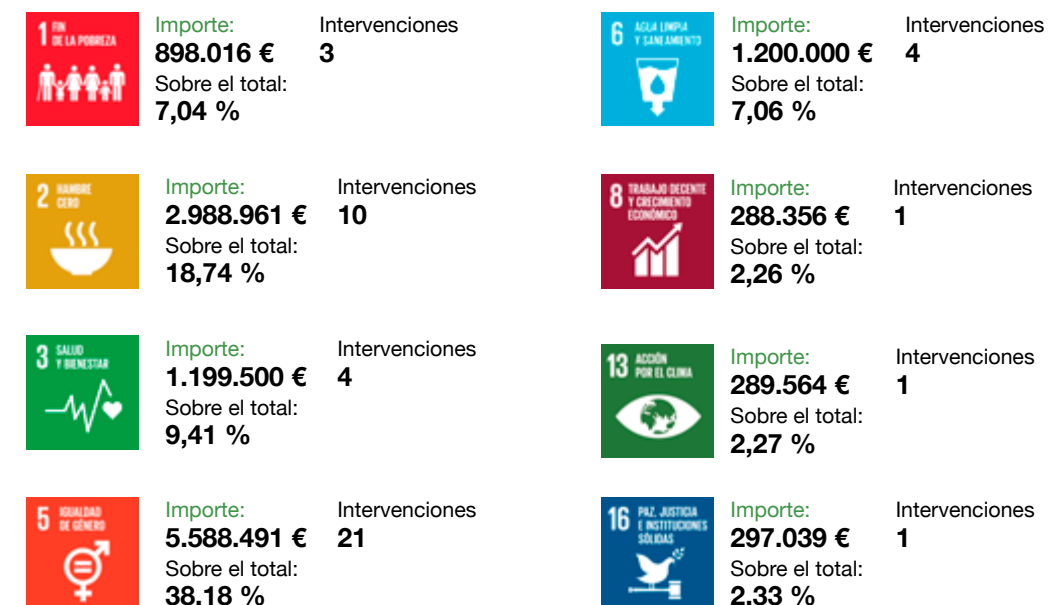 1 FIN
DE LA POBREZA
Importe:
898.016 €
Sobre el total:
7,04 %
Intervenciones
3
6 AGUA LIMPIA
Y SANEAMIENTO
Importe:
1.200.000 €
Sobre el total:
7,06 %
Intervenciones
4
2 HAMBRE
CERO
Importe:
2.988.961 €
Sobre el total:
18,74 %
Intervenciones
10
8 TRABAJO DECENTE
Y CRECIMIENTO
ECONÓMICO
Importe:
288.356 €
Sobre el total:
2,26 %
Intervenciones
1
3 SALUD
Y BIENESTAR
Importe:
1.199.500 €
Sobre el total:
9,41 %
Intervenciones
4
13 ACCIÓN
POR EL CLIMA
Importe:
289.564 €
Sobre el total:
2,27 %
Intervenciones
1
5 IGUALDAD
DE GÉNERO
Importe:
5.588.491 €
Sobre el total:
38,18 %
Intervenciones
21
16 PAZ, JUSTICIA
E INSTITUCIONES
SÓLIDAS
Importe:
297.039 €
Sobre el total:
2,33 %
Intervenciones
1